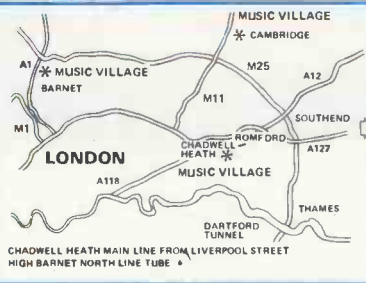 MUSIC VILLAGE
CAMBRIDGE
A1
MUSIC VILLAGE
BARNET
M25
A12
M11
M1
SOUTHEND
ROMFORD
CHADWELL
HEATH
A127
LONDON
MUSIC VILLAGE
A118
THAMES
DARTFORD
TUNNEL
CHADWELL HEATH MAIN LINE FROM LIVERPOOL STREET
HIGH BARNET NORTH LINE TUBE